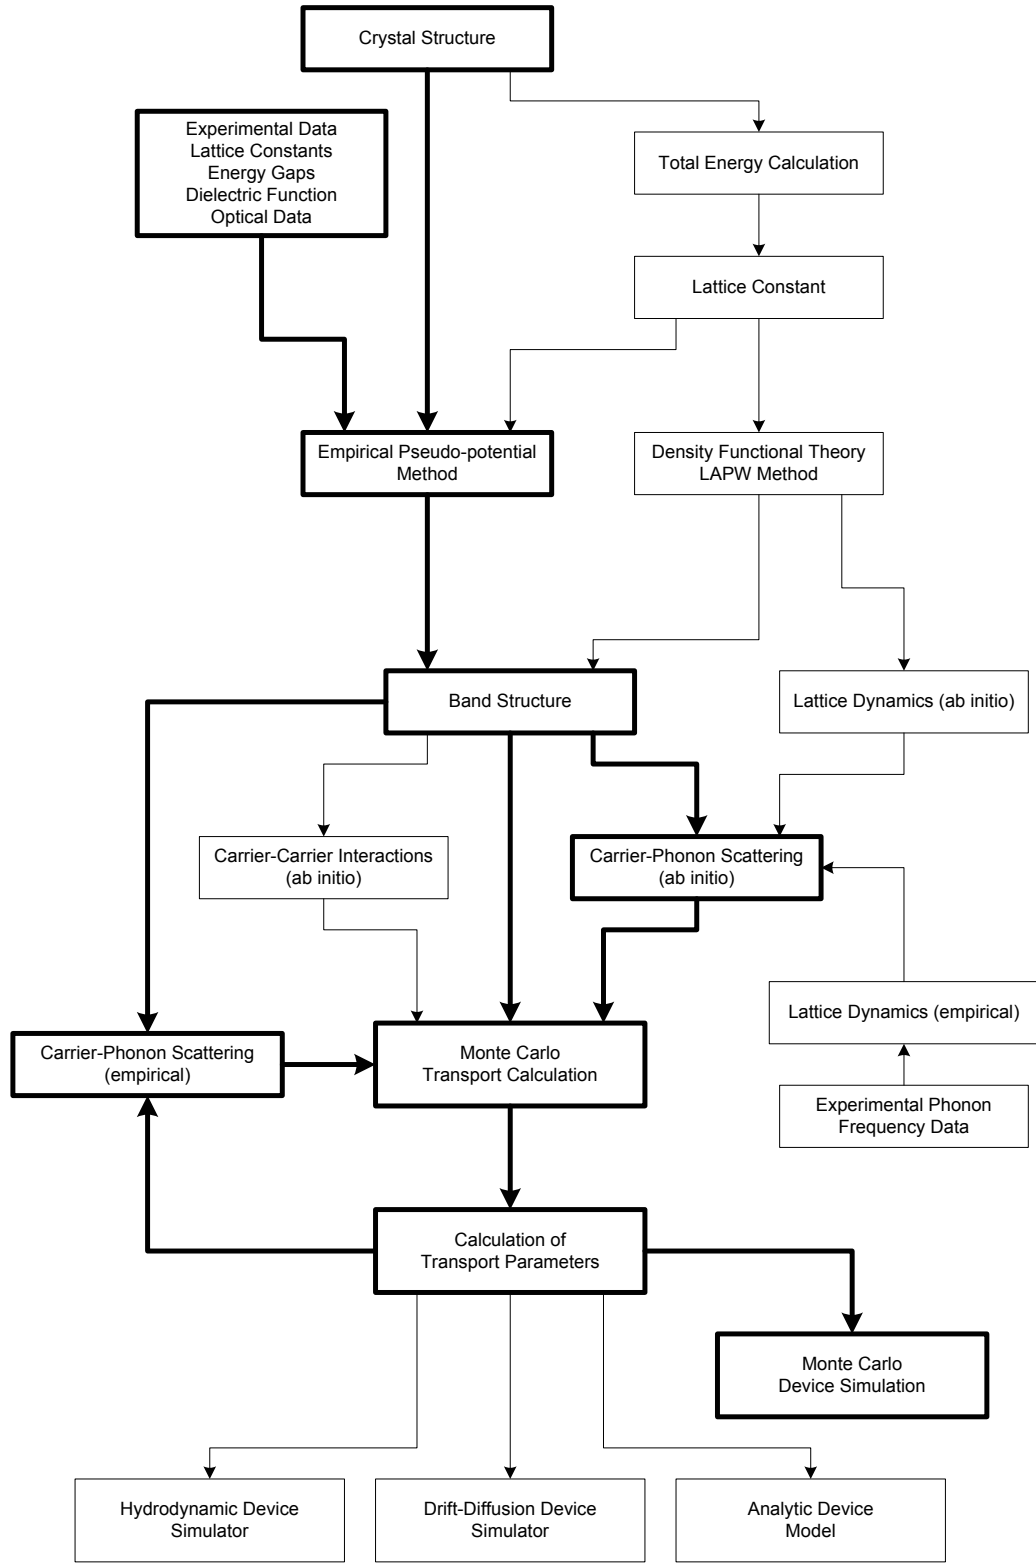 Crystal Structure
Experimental Data
Lattice Constants
Energy Gaps
Dielectric Function
Optical Data
Total Energy Calculation
Lattice Constant
Empirical Pseudo-potential
Method
Density Functional Theory
LAPW Method
Band Structure
Lattice Dynamics (ab initio)
Carrier-Carrier Interactions
(ab initio)
Carrier-Phonon Scattering
(ab initio)
Lattice Dynamics (empirical)
Carrier-Phonon Scattering
(empirical)
Monte Carlo
Transport Calculation
Experimental Phonon
Frequency Data
Calculation of
Transport Parameters
Monte Carlo
Device Simulation
Hydrodynamic Device
Simulator
Drift-Diffusion Device
Simulator
Analytic Device
Model